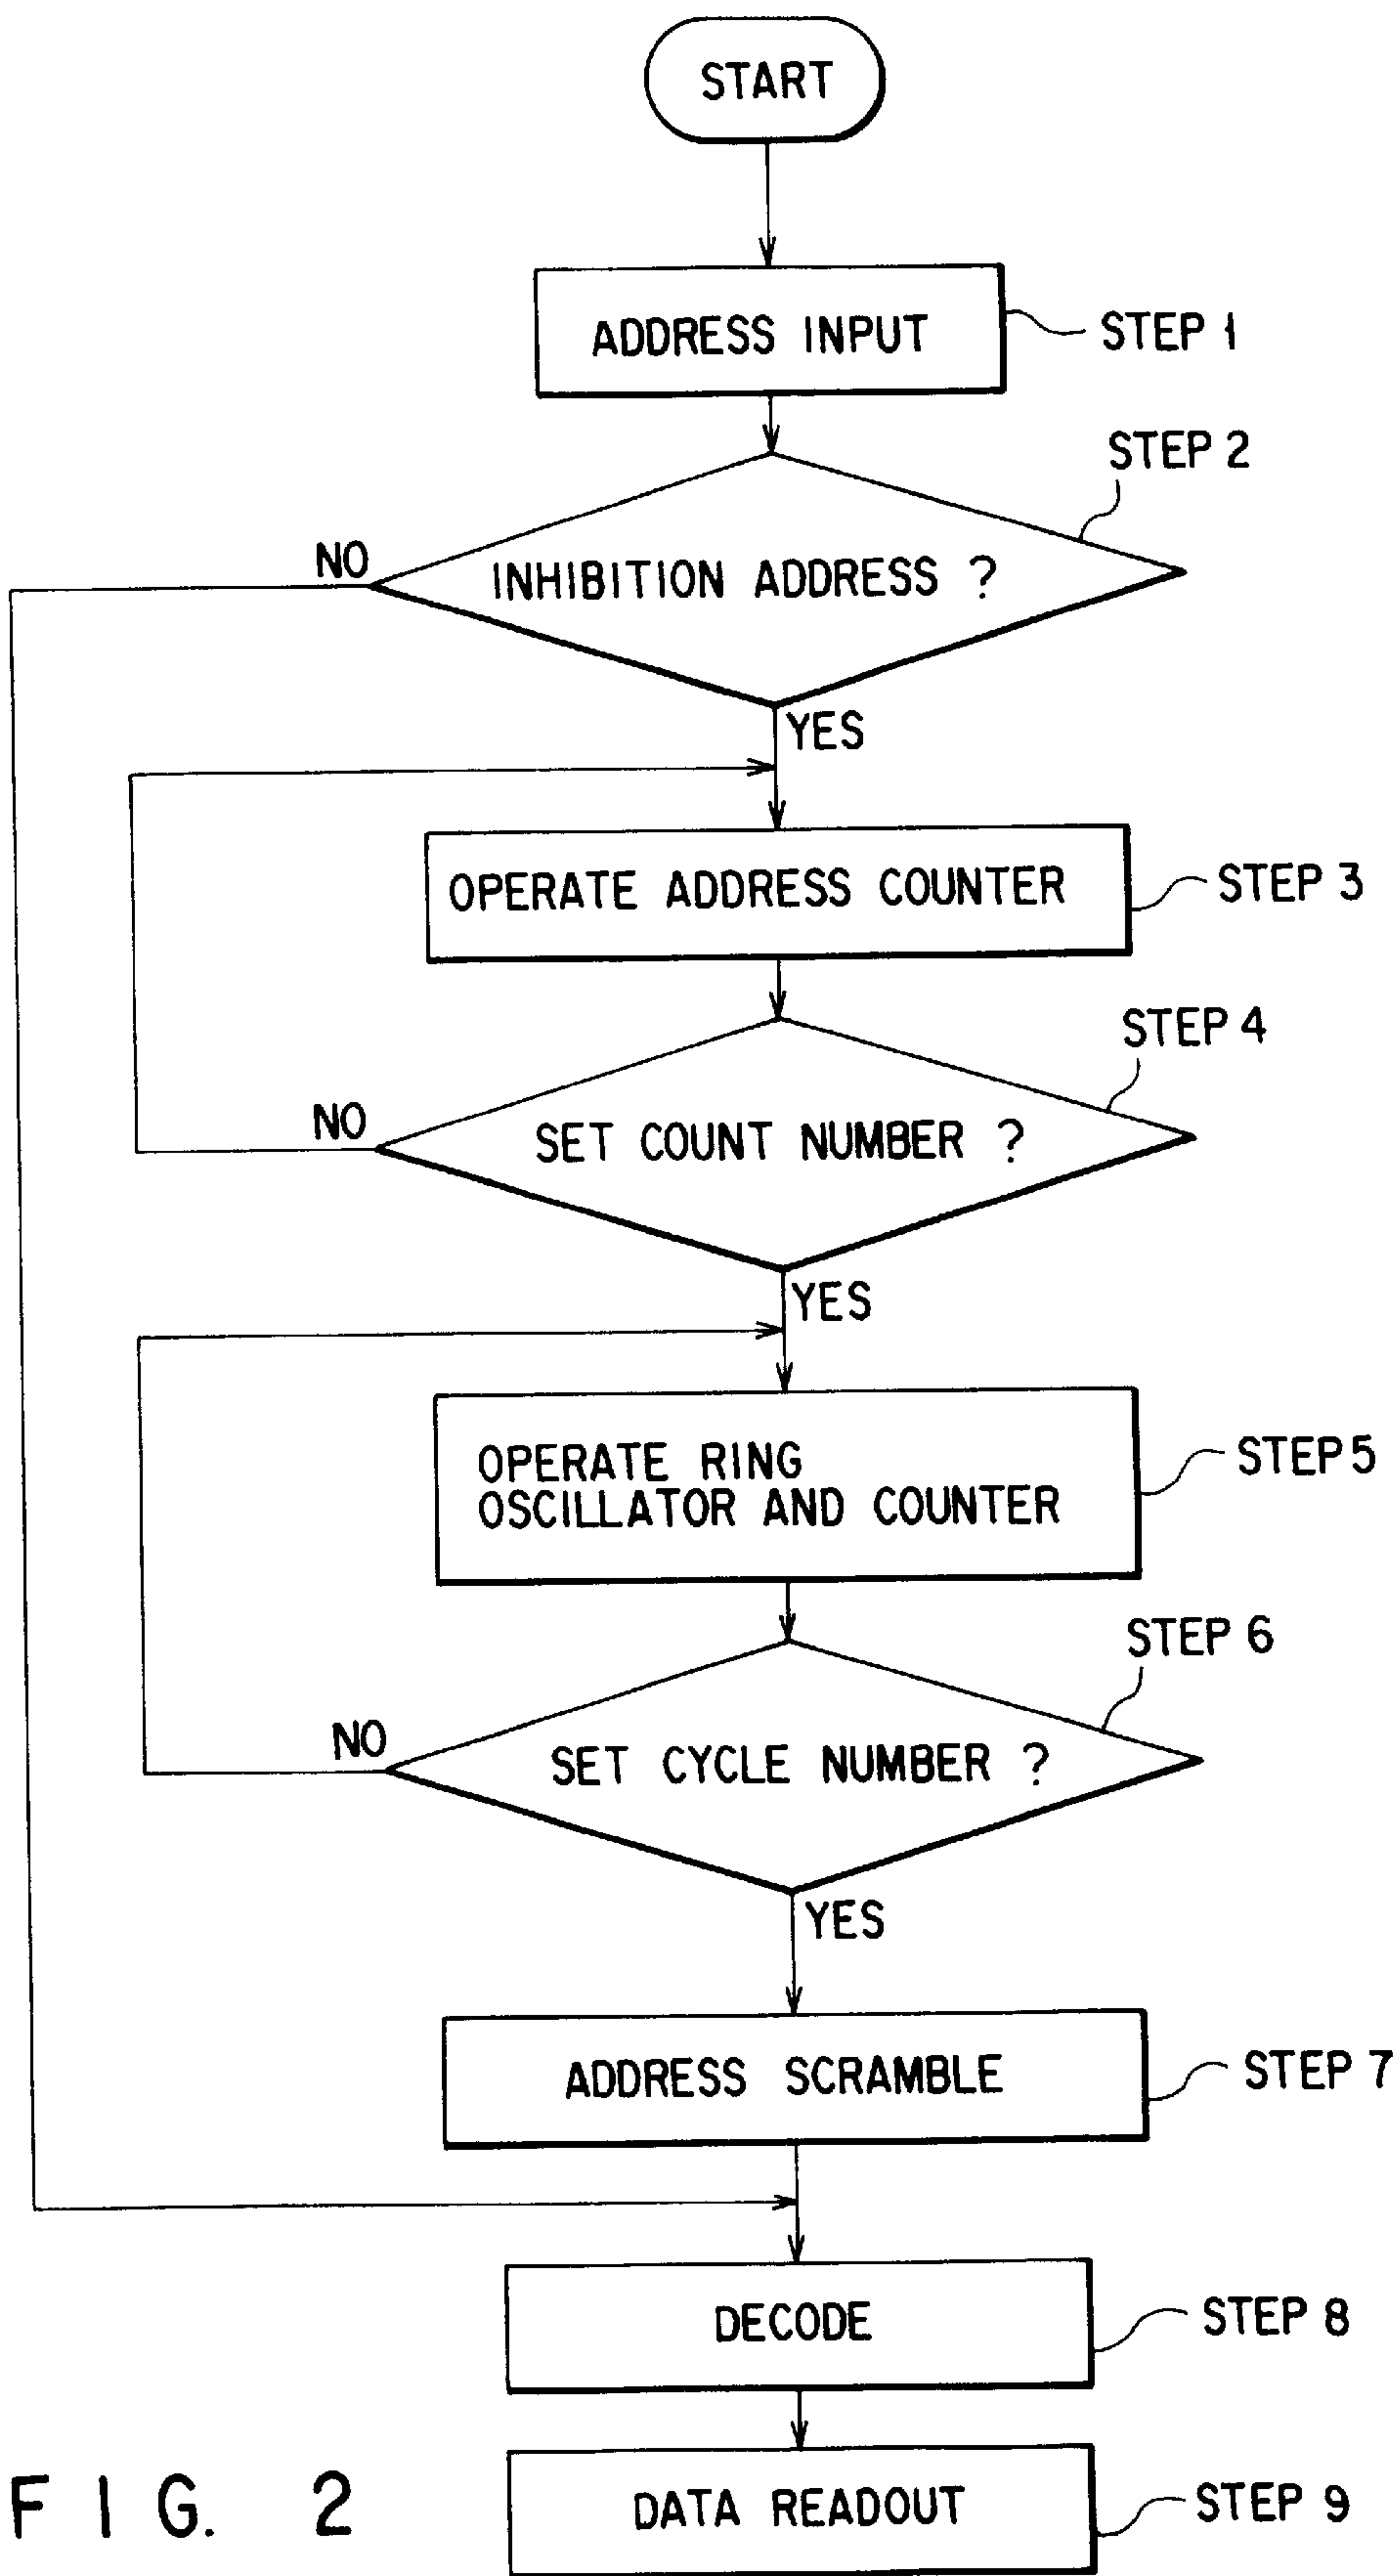 START
ADDRESS INPUT
STEP 1
STEP 2
NO
INHIBITION ADDRESS ?
YES
OPERATE ADDRESS COUNTER
STEP 3
STEP 4
NO
SET COUNT NUMBER ?
YES
OPERATE RING
OSCILLATOR AND COUNTER
STEP 5
STEP 6
NO
SET CYCLE NUMBER ?
YES
ADDRESS SCRAMBLE
STEP 7
DECODE
STEP 8
DATA READOUT
STEP 9
FIG. 2